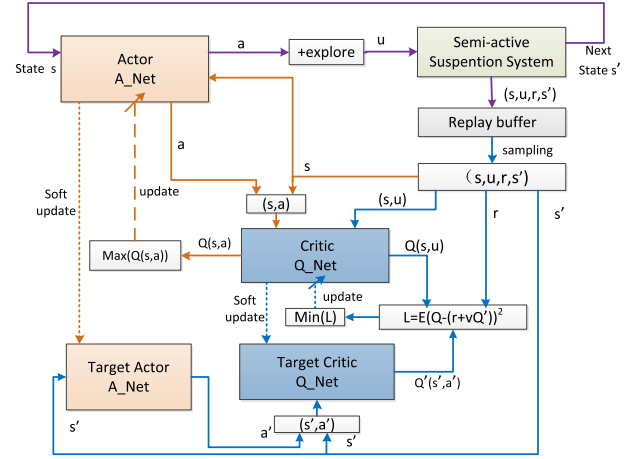 State s
Actor
A_Net
a
+explore
u
Semi-active
Suspention System
Next
State s’
(s,u,r,s’)
Replay buffer
sampling
(s,u,r,s’)
a
s
(s,a)
(s,u)
r
s’
Soft
update
update
Max(Q(s,a))
Q(s,a)
Critic
Q_Net
Q(s,u)
Soft
update
update
Min(L)
L=E(Q-(r+vQ’))²
Target Actor
A_Net
Target Critic
Q_Net
Q’(s’,a’)
s’
a’
(s’,a’)
s’